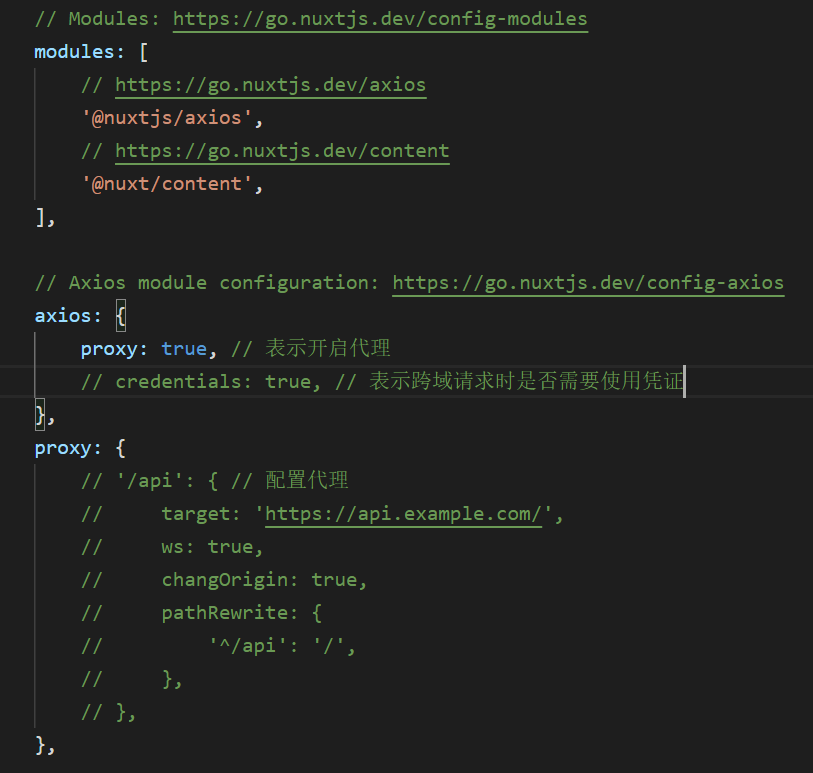 // Modules: https://go.nuxtjs.dev/config-modules
modules: [
// https://go.nuxtjs.dev/axios
'@nuxtjs/axios',
// https://go.nuxtjs.dev/content
'@nuxt/content',
],
// Axios module configuration: https://go.nuxtjs.dev/config-axios
axios: {
proxy: true, // 表示开启代理
// credentials: true, // 表示跨域请求时是否需要使用凭证
},
proxy: {
// '/api': { // 配置代理
// target: 'https://api.example.com/',
// ws: true,
// changOrigin: true,
// pathRewrite: {
// '^/api': '/',
// },
// },
},